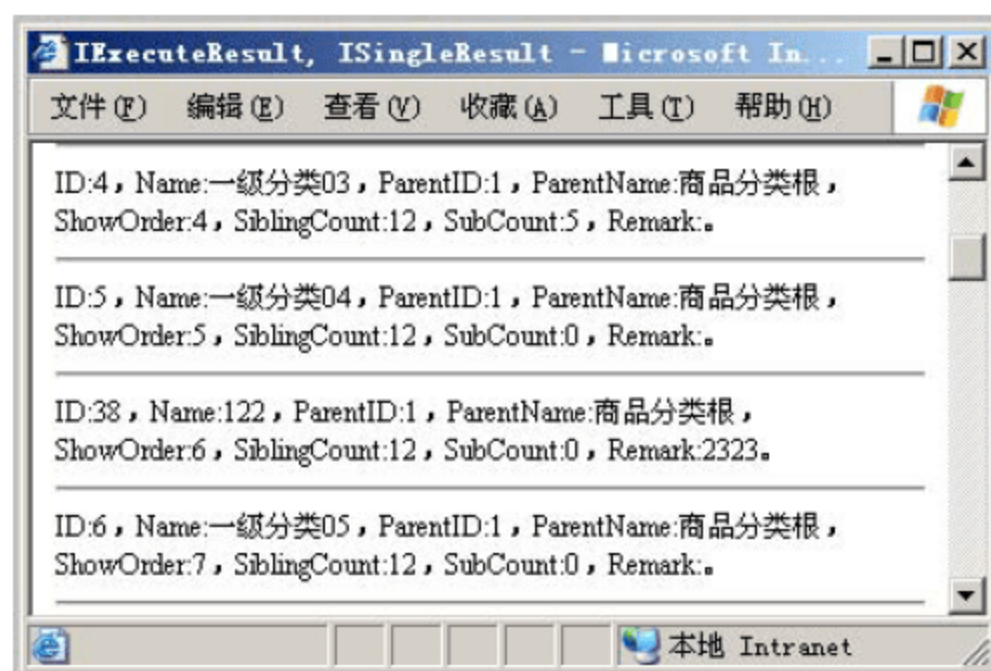 IExecuteResult, ISingleResult - Microsoft In...
文件(F) 编辑(E) 查看(V) 收藏(A) 工具(T) 帮助(H)
ID:4，Name:一级分类03，ParentID:1，ParentName:商品分类根，
ShowOrder:4，SiblingCount:12，SubCount:5，Remark:。
ID:5，Name:一级分类04，ParentID:1，ParentName:商品分类根，
ShowOrder:5，SiblingCount:12，SubCount:0，Remark:。
ID:38，Name:122，ParentID:1，ParentName:商品分类根，
ShowOrder:6，SiblingCount:12，SubCount:0，Remark:2323。
ID:6，Name:一级分类05，ParentID:1，ParentName:商品分类根，
ShowOrder:7，SiblingCount:12，SubCount:0，Remark:。
本地 Intranet